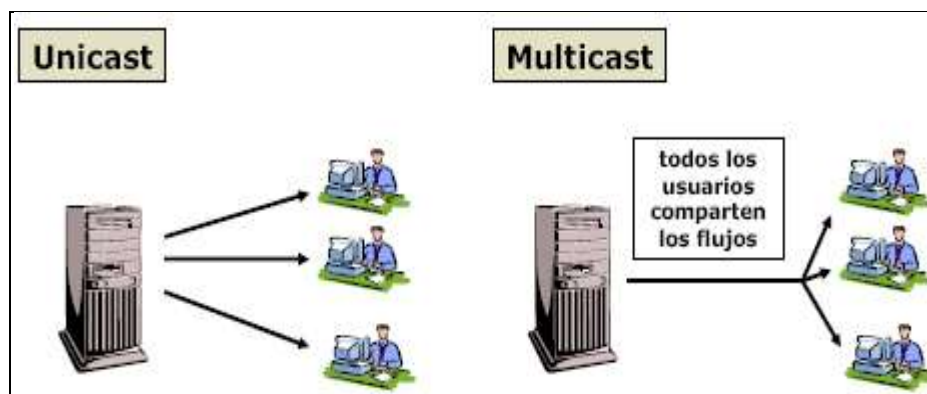 Unicast
Multicast
todos los
usuarios
comparten
los flujos